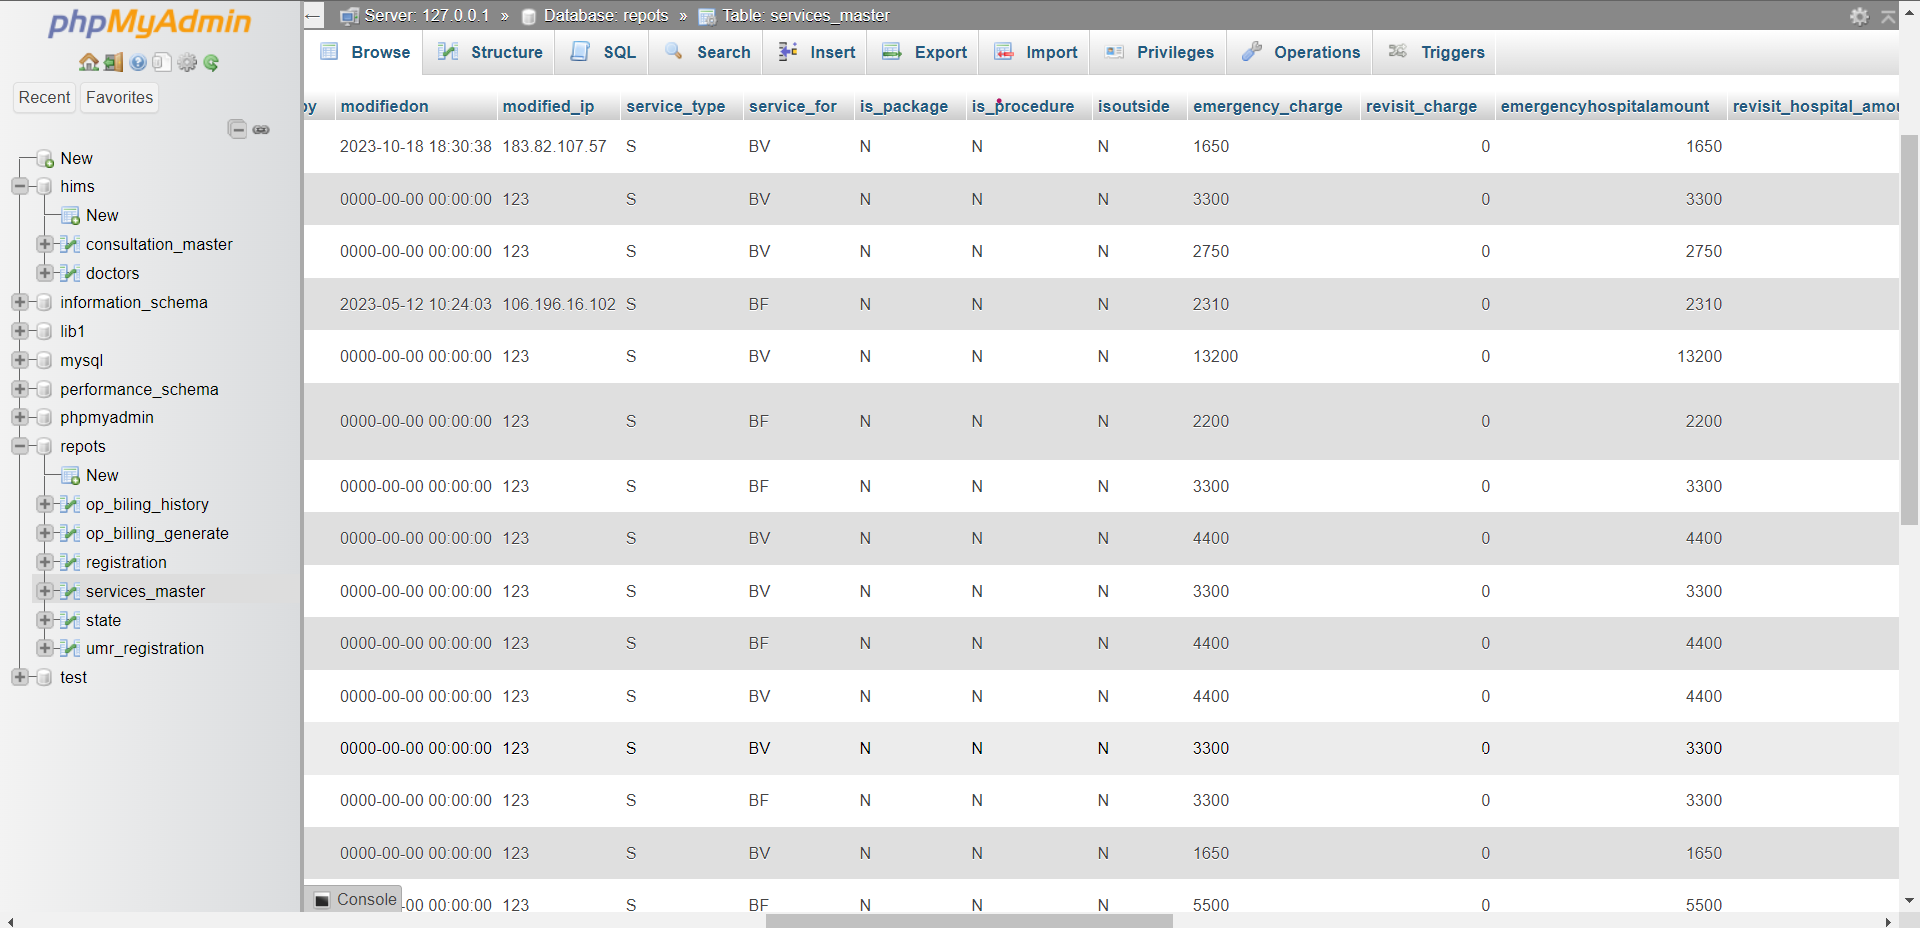 phpMyAdmin
Recent Favorites
New
hims
New
consultation_master
doctors
information_schema
lib1
mysql
performance_schema
phpmyadmin
repots
New
op_biling_history
op_billing_generate
registration
services_master
state
umr_registration
test
Server: 127.0.0.1 » Database: repots » Table: services_master
Browse Structure SQL Search Insert Export Import Privileges Operations Triggers
by modifiedon modified_ip service_type service_for is_package is_procedure isoutside emergency_charge revisit_charge emergencyhospitalamount revisit_hospital_amou
2023-10-18 18:30:38 183.82.107.57 S BV N N N 1650 0 1650
0000-00-00 00:00:00 123 S BV N N N 3300 0 3300
0000-00-00 00:00:00 123 S BV N N N 2750 0 2750
2023-05-12 10:24:03 106.196.16.102 S BF N N N 2310 0 2310
0000-00-00 00:00:00 123 S BV N N N 13200 0 13200
0000-00-00 00:00:00 123 S BF N N N 2200 0 2200
0000-00-00 00:00:00 123 S BF N N N 3300 0 3300
0000-00-00 00:00:00 123 S BV N N N 4400 0 4400
0000-00-00 00:00:00 123 S BV N N N 3300 0 3300
0000-00-00 00:00:00 123 S BF N N N 4400 0 4400
0000-00-00 00:00:00 123 S BV N N N 4400 0 4400
0000-00-00 00:00:00 123 S BV N N N 3300 0 3300
0000-00-00 00:00:00 123 S BF N N N 3300 0 3300
0000-00-00 00:00:00 123 S BV N N N 1650 0 1650
-00-00 00:00:00 123 S BF N N N 5500 0 5500
Console